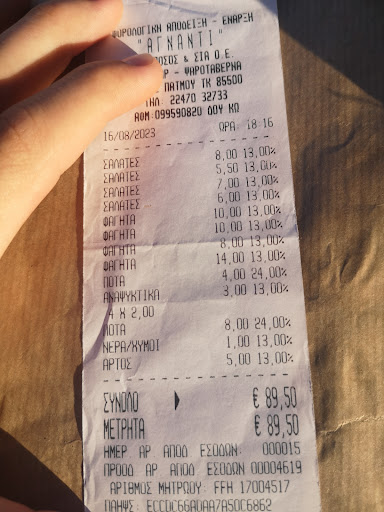 ΦΟΡΟΛΟΓΙΚΗ ΑΠΟΔΕΙΞΗ - ΕΝΑΡΞΗ
"ΑΓΝΑΝΤΙ"
& ΣΙΑ Ο.Ε.
- ΨΑΡΟΤΑΒΕΡΝΑ
ΠΑΤΜΟΥ ΤΚ 85500
ΤΗΛ: 22470 32733
ΑΦΜ:099590820 ΔΟΥ ΚΩ
16/08/2023 ΩΡΑ: 18:16
ΣΑΛΑΤΕΣ 8,00 13,00%
ΣΑΛΑΤΕΣ 5,50 13,00%
ΣΑΛΑΤΕΣ 7,00 13,00%
ΣΑΛΑΤΕΣ 6,00 13,00%
ΦΑΓΗΤΑ 10,00 13,00%
ΦΑΓΗΤΑ 10,00 13,00%
ΦΑΓΗΤΑ 8,00 13,00%
ΦΑΓΗΤΑ 14,00 13,00%
ΠΟΤΑ 4,00 24,00%
ΑΝΑΨΥΚΤΙΚΑ 3,00 13,00%
4 X 2,00
ΠΟΤΑ 8,00 24,00%
ΝΕΡΑ/ΧΥΜΟΙ 1,00 13,00%
ΑΡΤΟΣ 5,00 13,00%
ΣΥΝΟΛΟ € 89,50
ΜΕΤΡΗΤΑ € 89,50
ΗΜΕΡ ΑΡ ΑΠΟΔ ΕΣΟΔΩΝ: 000015
ΠΡΟΟΔ ΑΡ ΑΠΟΔ ΕΣΟΔΩΝ 00004619
ΑΡΙΘΜΟΣ ΜΗΤΡΩΟΥ: FFH 17004517
ΠΑΗΨΣ: